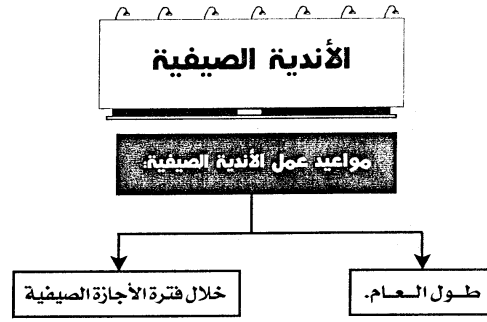 الأندية الصيفية
مواعيد عمل الأندية الصيفية:
طول العام.
خلال فترة الأجازة الصيفية